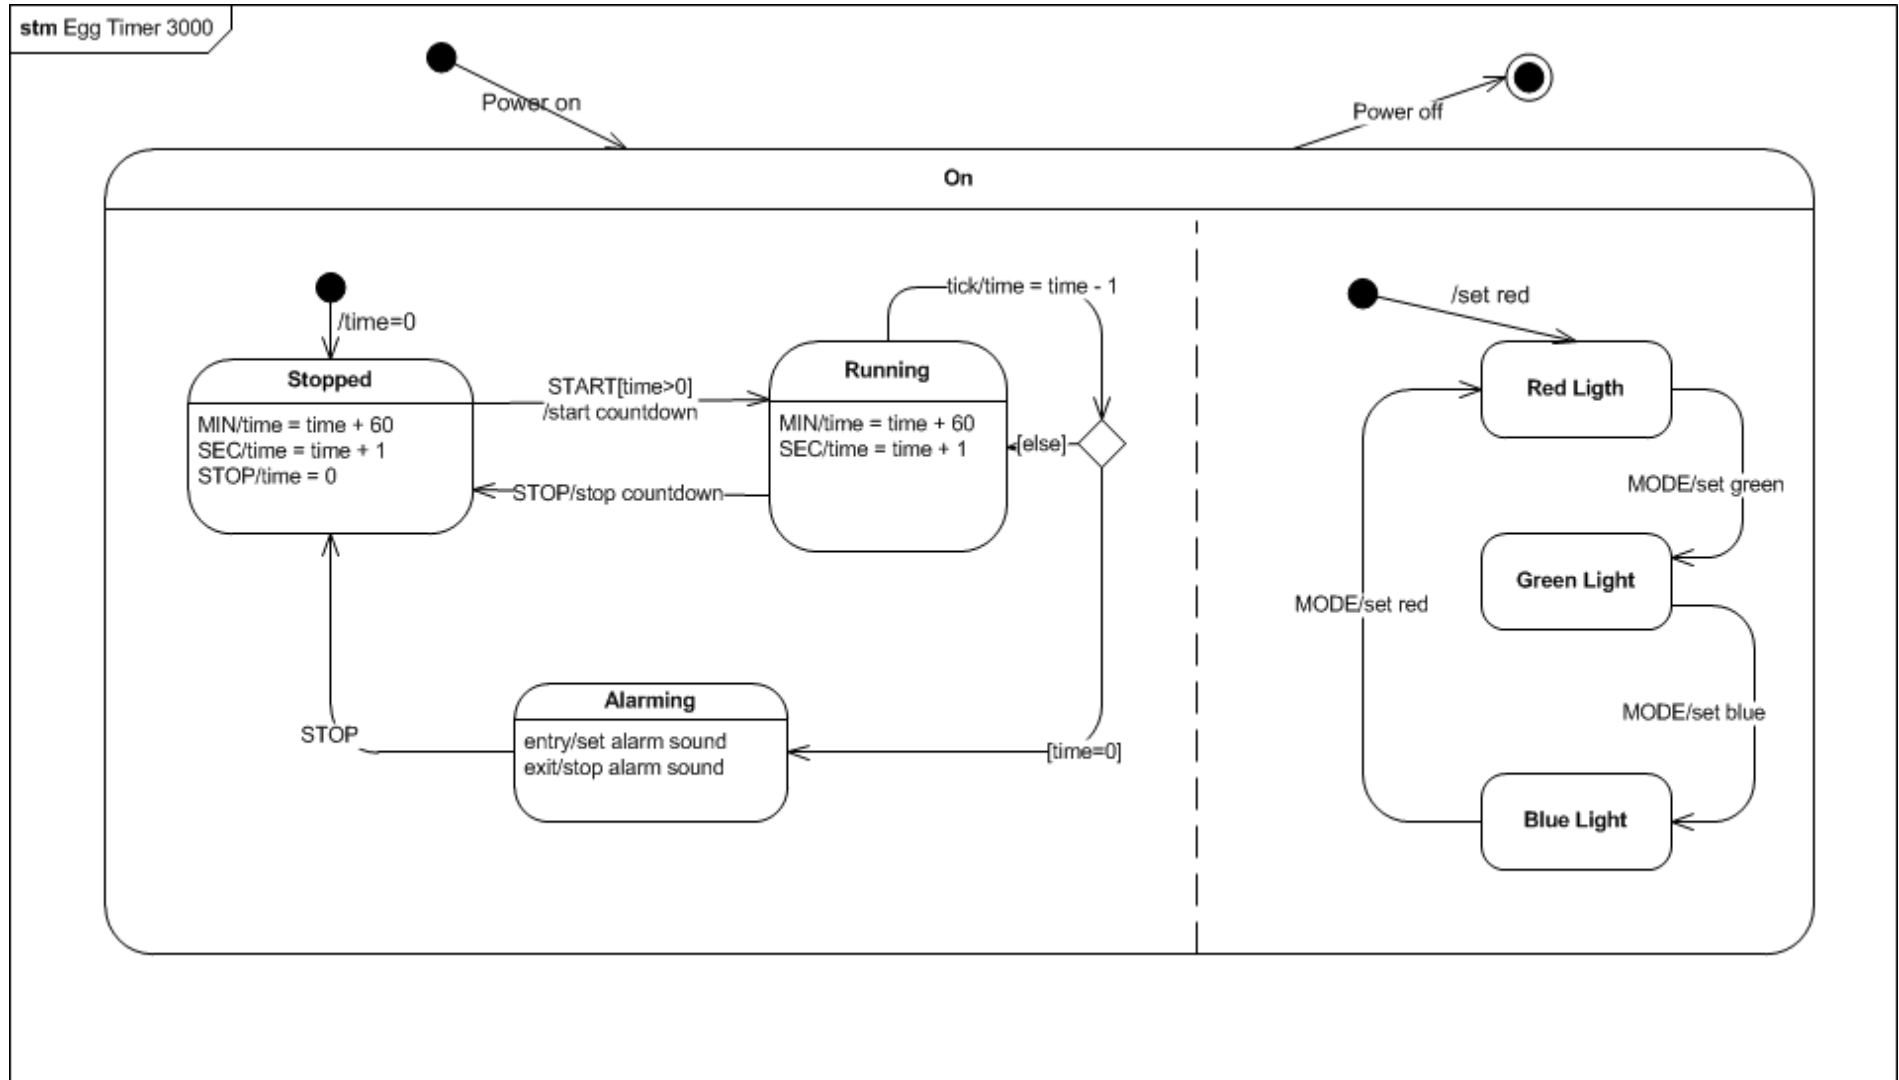 stm Egg Timer 3000
Power on
Power off
On
/time=0
Stopped
MIN/time = time + 60
SEC/time = time + 1
STOP/time = 0
START[time>0]
/start countdown
STOP/stop countdown
tick/time = time - 1
Running
MIN/time = time + 60
SEC/time = time + 1
[else]
[time=0]
Alarming
entry/set alarm sound
exit/stop alarm sound
STOP
/set red
Red Ligth
MODE/set green
Green Light
MODE/set red
MODE/set blue
Blue Light